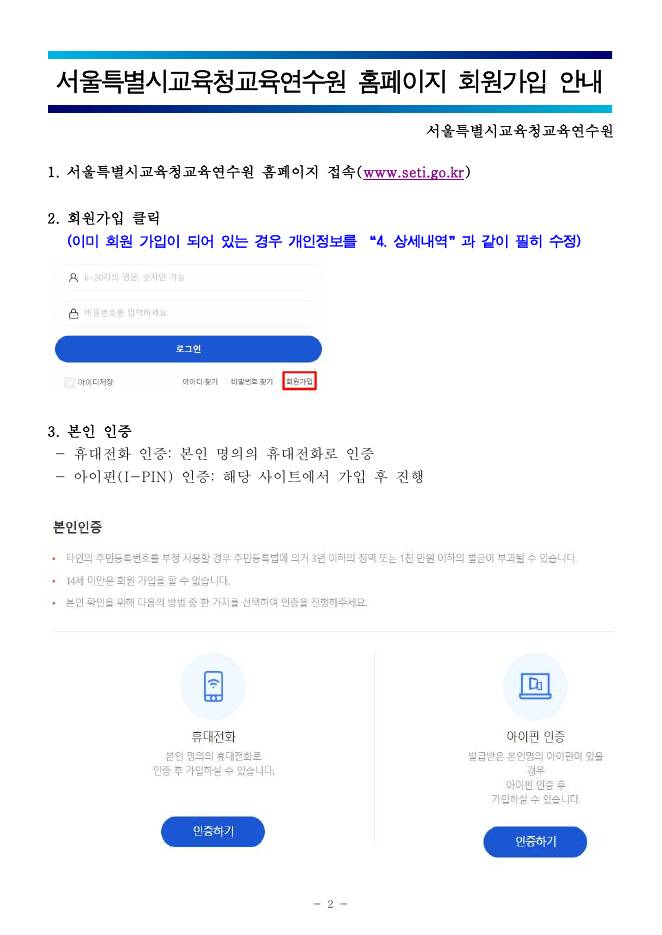 서울특별시교육청교육연수원 홈페이지 회원가입 안내
서울특별시교육청교육연수원
1. 서울특별시교육청교육연수원 홈페이지 접속(www.seti.go.kr)
2. 회원가입 클릭
(이미 회원 가입이 되어 있는 경우 개인정보를 “4. 상세내역”과 같이 필히 수정)
6~20자의 영문, 숫자만 가능
비밀번호를 입력하세요
로그인
아이디저장 아이디 찾기 비밀번호 찾기 회원가입
3. 본인 인증
- 휴대전화 인증: 본인 명의의 휴대전화로 인증
- 아이핀(I-PIN) 인증: 해당 사이트에서 가입 후 진행
본인인증
• 타인의 주민등록번호를 부정 사용할 경우 주민등록법에 의거 3년 이하의 징역 또는 1천 만원 이하의 벌금이 부과될 수 있습니다.
• 14세 미만은 회원 가입을 할 수 없습니다.
• 본인 확인을 위해 다음의 방법 중 한 가지를 선택하여 인증을 진행해주세요.
휴대전화
본인 명의의 휴대전화로
인증 후 가입하실 수 있습니다.
인증하기
아이핀 인증
발급받은 본인명의 아이핀이 있을
경우
아이핀 인증 후
가입하실 수 있습니다.
인증하기
- 2 -